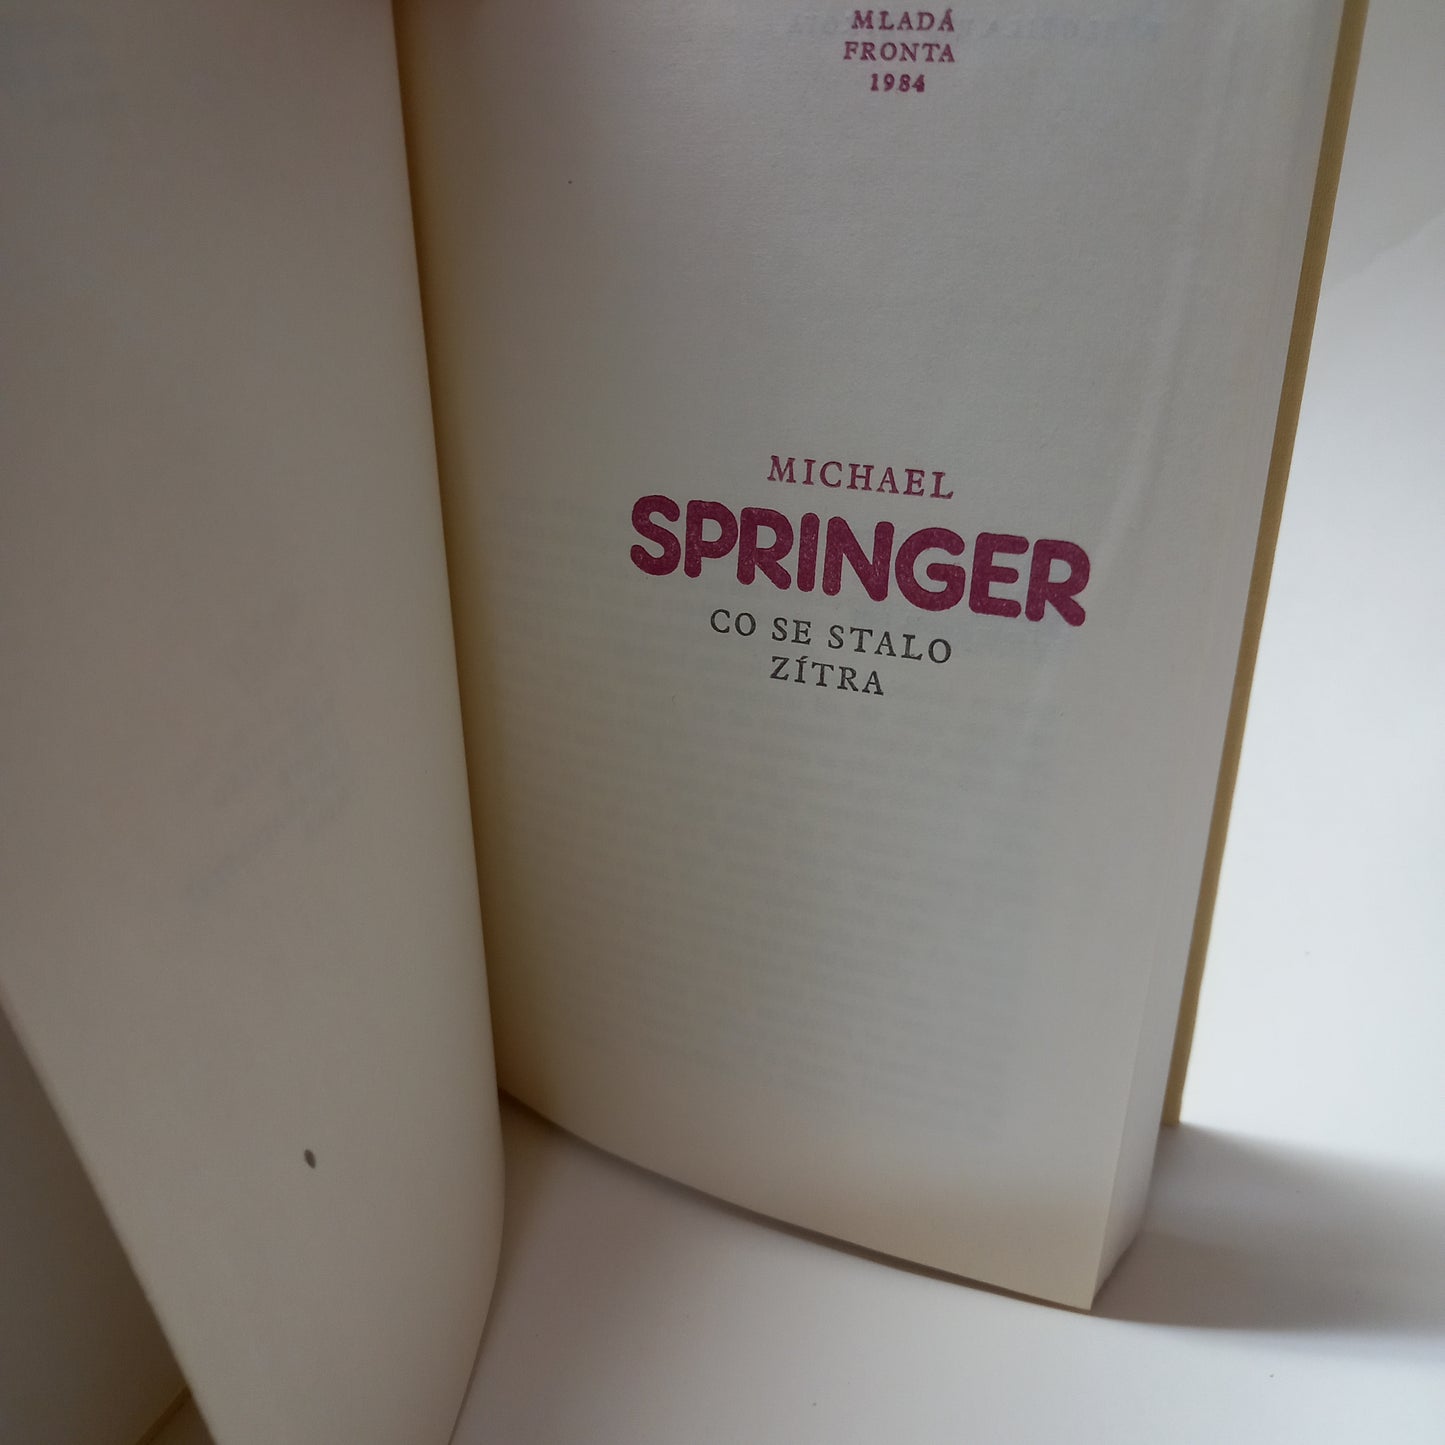 MLADÁ
FRONTA
1984
MICHAEL
SPRINGER
CO SE STALO
ZÍTRA